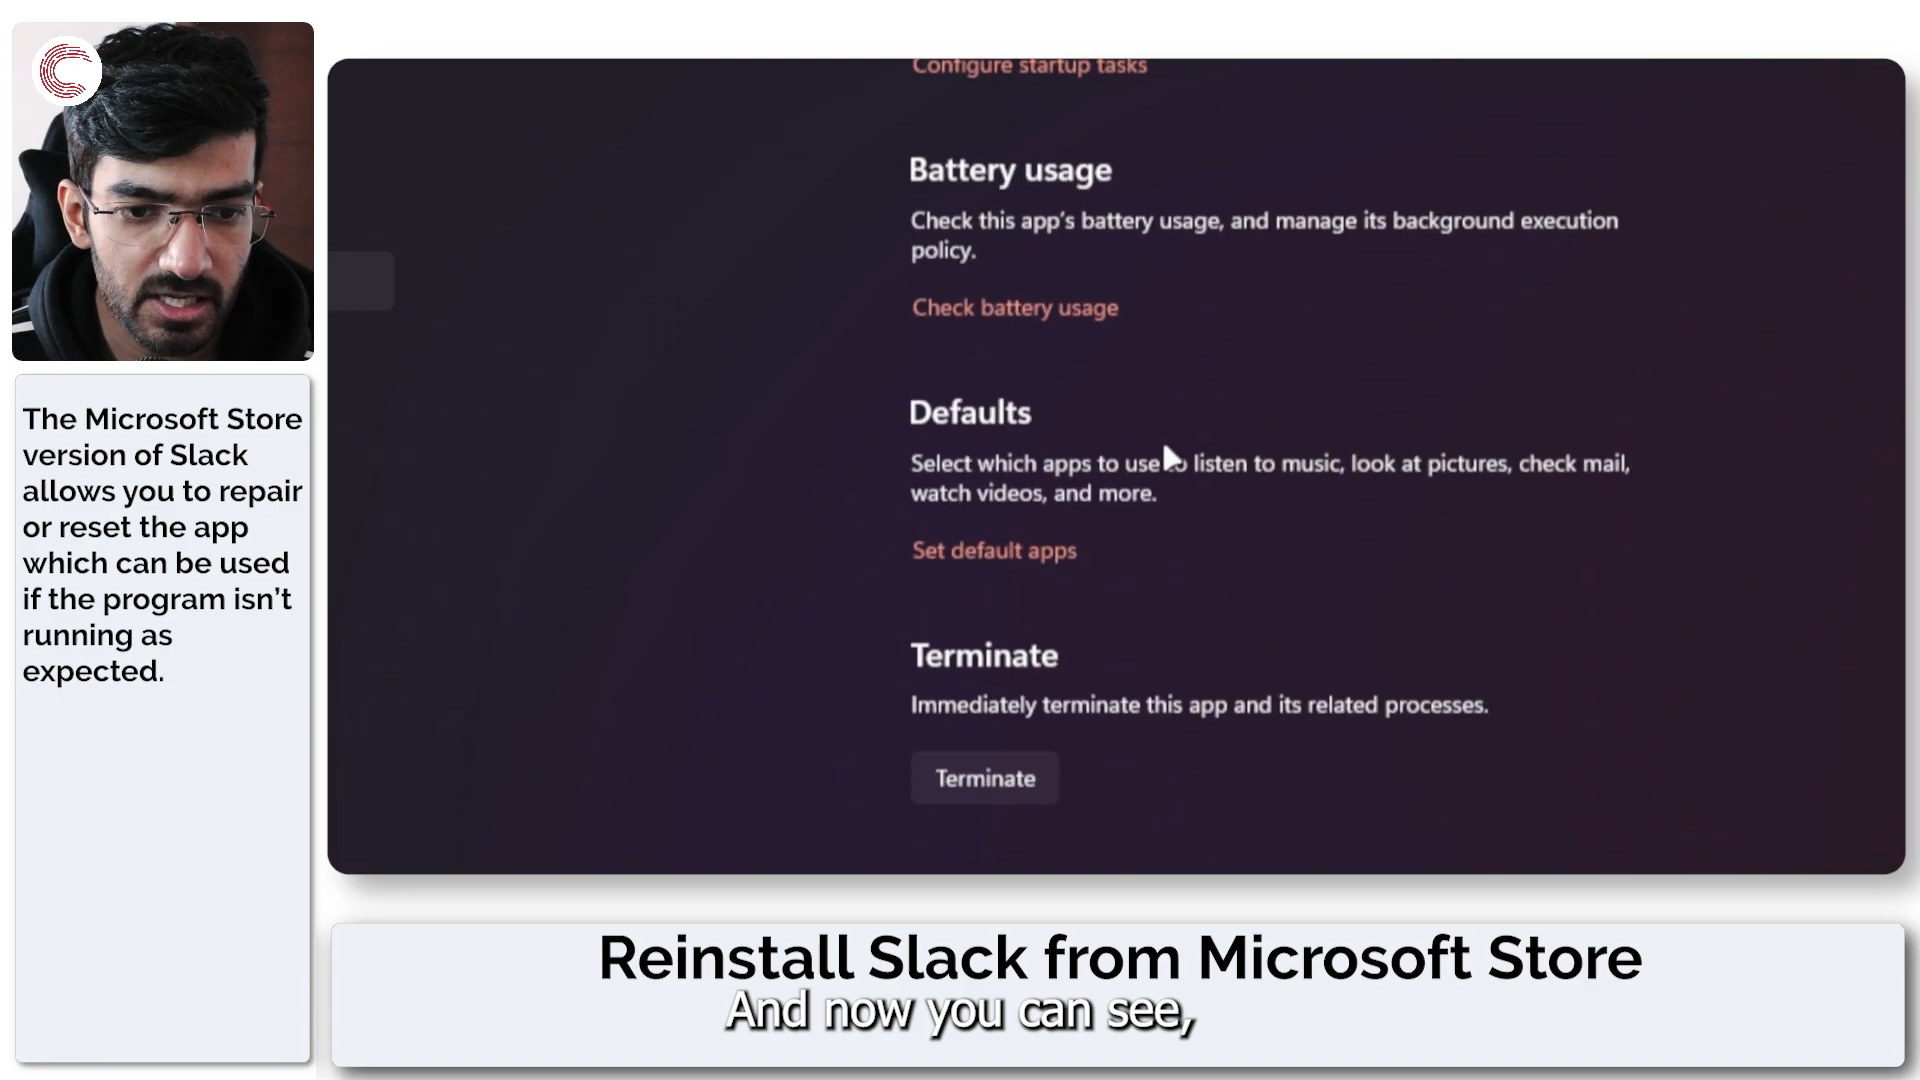 Configure startup tasks
Battery usage
Check this app's battery usage, and manage its background execution
policy.
Check battery usage
Defaults
Select which apps to use to listen to music, look at pictures, check mail,
watch videos, and more.
Set default apps
Terminate
Immediately terminate this app and its related processes.
Terminate
The Microsoft Store
version of Slack
allows you to repair
or reset the app
which can be used
if the program isn't
running as
expected.
Reinstall Slack from Microsoft Store
And now you can see,